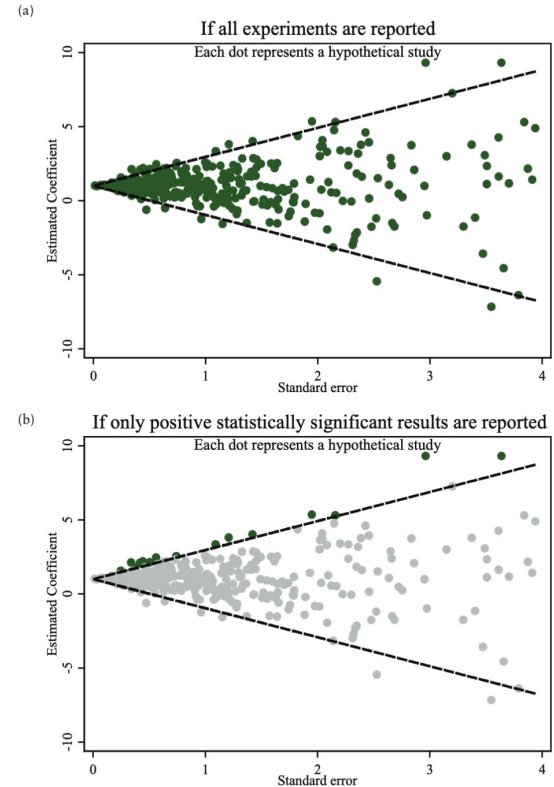 (a)
If all experiments are reported
Each dot represents a hypothetical study
10
5
0
-5
-10
Estimated Coefficient
0 1 2 3 4
Standard error
(b)
If only positive statistically significant results are reported
Each dot represents a hypothetical study
10
5
0
-5
-10
Estimated Coefficient
0 1 2 3 4
Standard error